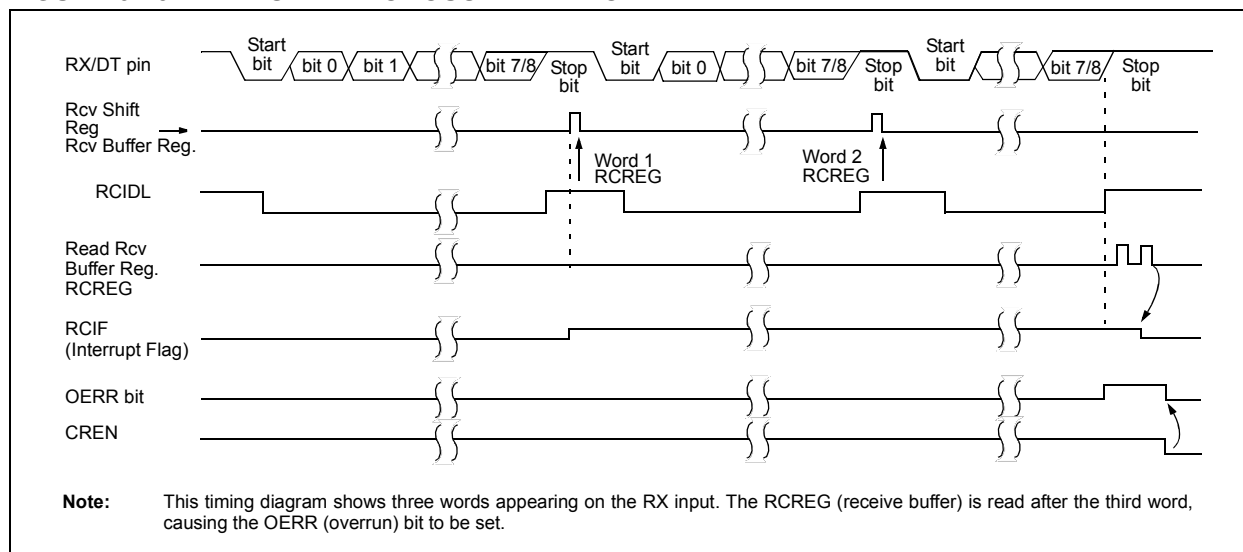 Start bit
bit 0
bit 1
bit 7/8
Stop bit
Start bit
bit 0
bit 7/8
Stop bit
Start bit
bit 7/8
Stop bit
RX/DT pin
Rcv Shift
Reg
Rcv Buffer Reg.
Word 1
RCREG
Word 2
RCREG
RCIDL
Read Rcv
Buffer Reg.
RCREG
RCIF
(Interrupt Flag)
OERR bit
CREN
Note: This timing diagram shows three words appearing on the RX input. The RCREG (receive buffer) is read after the third word,
causing the OERR (overrun) bit to be set.